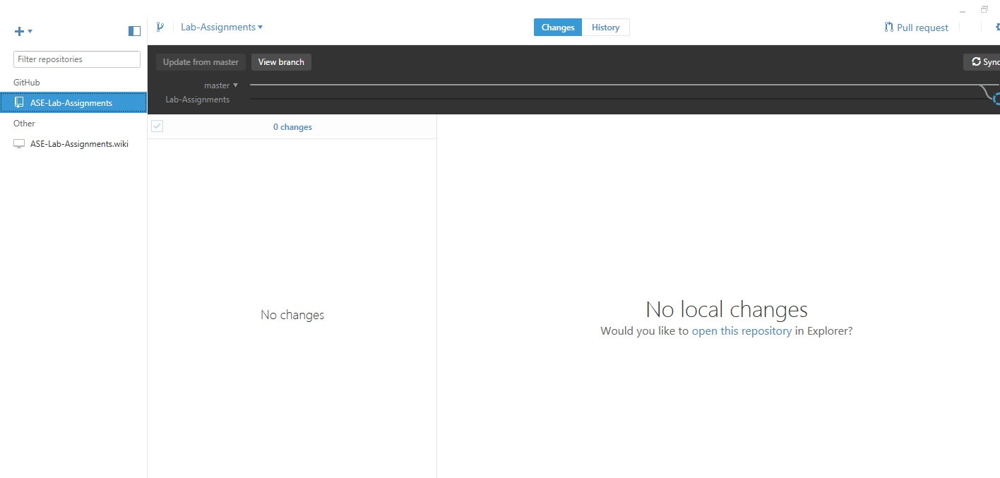 Lab-Assignments
Changes
History
Pull request
Filter repositories
GitHub
ASE-Lab-Assignments
Other
ASE-Lab-Assignments.wiki
Update from master
View branch
Sync
master
Lab-Assignments
0 changes
No changes
No local changes
Would you like to open this repository in Explorer?